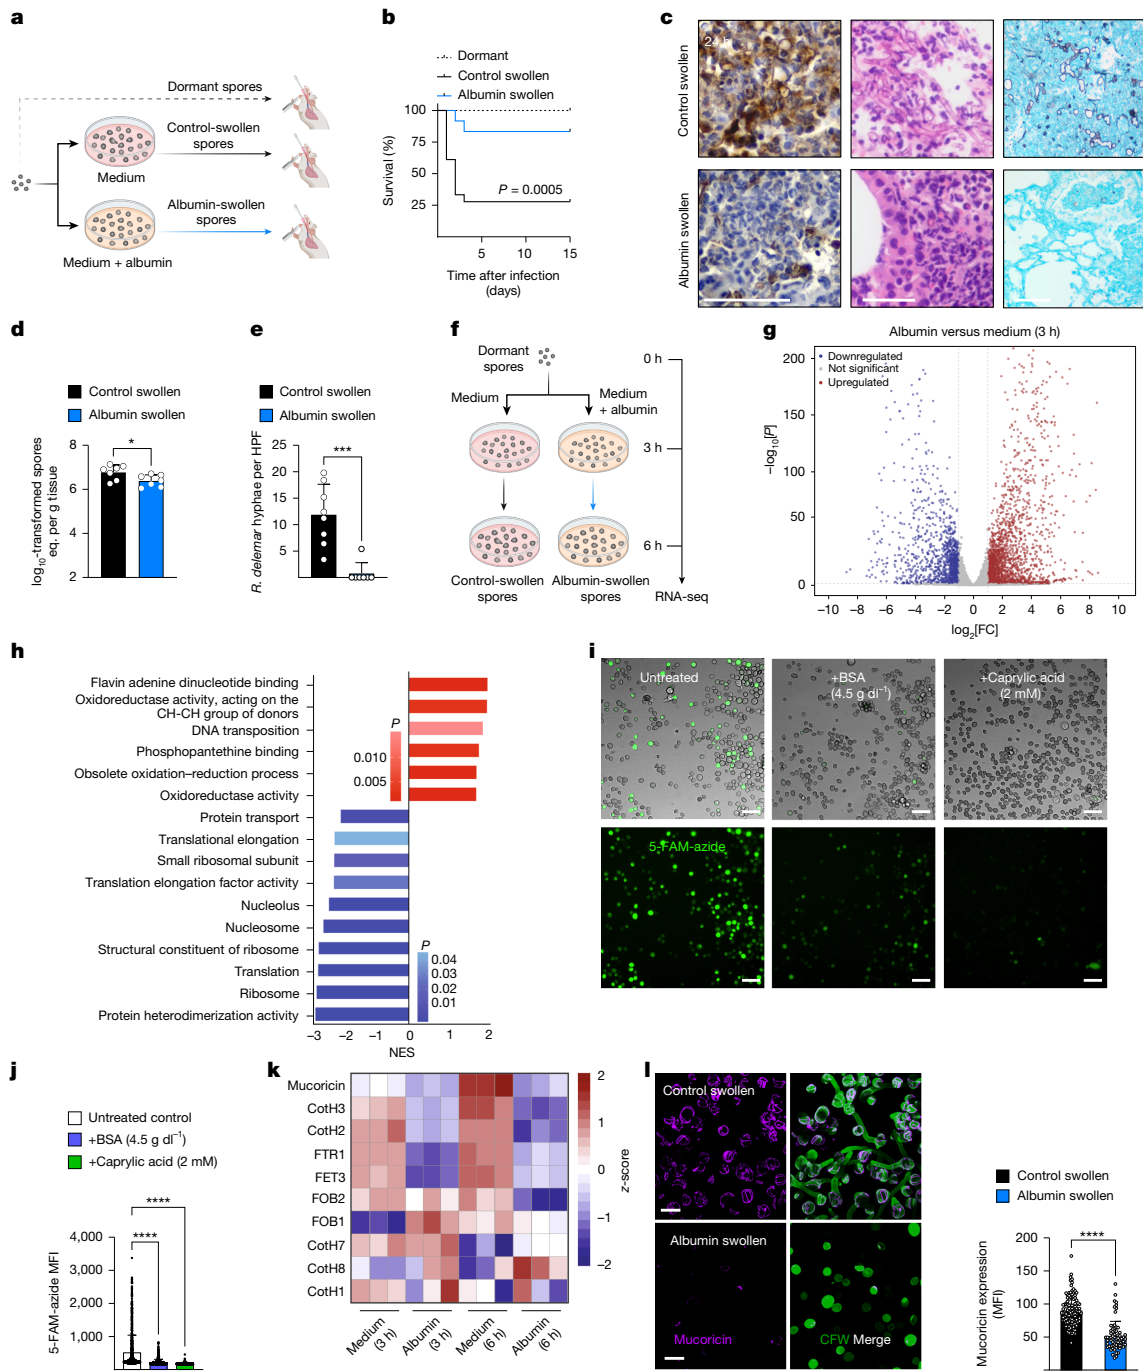 a
Dormant spores
Control-swollen
spores
Medium
Albumin-swollen
spores
Medium + albumin
b
Dormant
Control swollen
Albumin swollen
100
75
50
25
Survival (%)
P = 0.0005
5
10
15
Time after infection
(days)
c
24 h
Control swollen
Albumin swollen
d
Control swollen
Albumin swollen
log10-transformed spores
eq. per g tissue
8
6
4
2
*
e
Control swollen
Albumin swollen
R. delemar hyphae per HPF
25
20
15
10
5
***
f
Dormant
spores
Medium
Medium
+ albumin
0 h
3 h
6 h
Control-swollen
spores
Albumin-swollen
spores
RNA-seq
g
Albumin versus medium (3 h)
Downregulated
Not significant
Upregulated
200
150
100
50
0
–log10[P]
–10
–8
–6
–4
–2
0
2
4
6
8
10
log2[FC]
h
Flavin adenine dinucleotide binding
Oxidoreductase activity, acting on the
CH-CH group of donors
DNA transposition
Phosphopantethine binding
Obsolete oxidation–reduction process
Oxidoreductase activity
Protein transport
Translational elongation
Small ribosomal subunit
Translation elongation factor activity
Nucleolus
Nucleosome
Structural constituent of ribosome
Translation
Ribosome
Protein heterodimerization activity
P
0.010
0.005
P
0.04
0.03
0.02
0.01
–3
–2
–1
0
1
2
NES
i
Untreated
+BSA
(4.5 g dl–1)
+Caprylic acid
(2 mM)
5-FAM-azide
j
Untreated control
+BSA (4.5 g dl–1)
+Caprylic acid (2 mM)
5-FAM-azide MFI
4,000
3,000
2,000
1,000
****
****
k
Mucoricin
CotH3
CotH2
FTR1
FET3
FOB2
FOB1
CotH7
CotH8
CotH1
Medium
(3 h)
Albumin
(3 h)
Medium
(6 h)
Albumin
(6 h)
2
1
0
–1
–2
z-score
l
Control swollen
Albumin swollen
Mucoricin
CFW Merge
Control swollen
Albumin swollen
Mucoricin expression
(MFI)
200
150
100
50
****